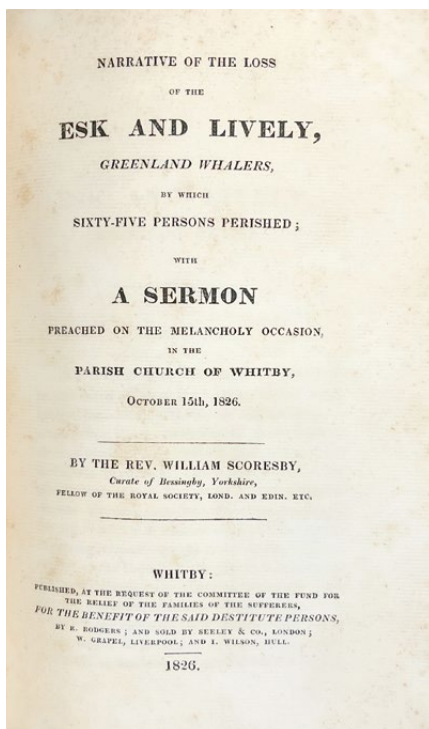 NARRATIVE OF THE LOSS
OF THE
ESK AND LIVELY,
GREENLAND WHALERS,
BY WHICH
SIXTY-FIVE PERSONS PERISHED;
WITH
A SERMON
PREACHED ON THE MELANCHOLY OCCASION,
IN THE
PARISH CHURCH OF WHITBY,
OCTOBER 15th, 1826.
BY THE REV. WILLIAM SCORESBY,
Curate of Bessingby, Yorkshire,
FELLOW OF THE ROYAL SOCIETY, LOND. AND EDIN. ETC.
WHITBY:
PUBLISHED, AT THE REQUEST OF THE COMMITTEE OF THE FUND FOR
THE RELIEF OF THE FAMILIES OF THE SUFFERERS,
FOR THE BENEFIT OF THE SAID DESTITUTE PERSONS,
BY R. RODGERS; AND SOLD BY SEELEY & CO., LONDON;
W. GRAPEL, LIVERPOOL; AND I. WILSON, HULL.
1826.